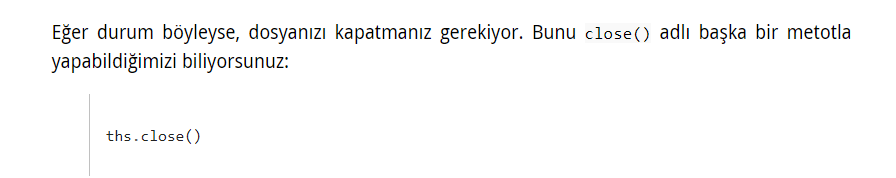 Eğer durum böyleyse, dosyanızı kapatmanız gerekiyor. Bunu close() adlı başka bir metotla
yapabildiğimizi biliyorsunuz:
ths.close()